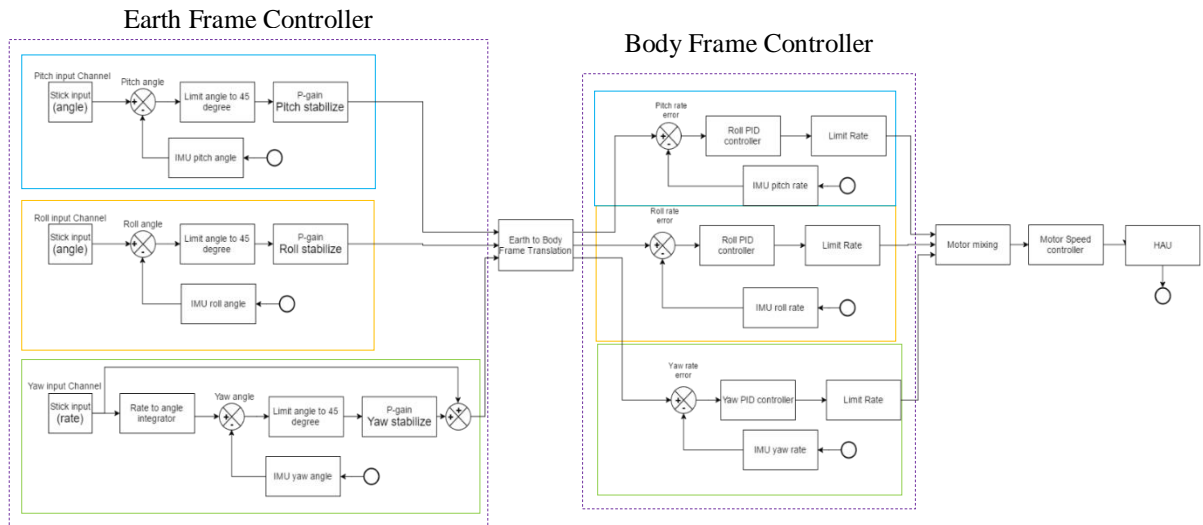 Earth Frame Controller
Body Frame Controller
Pitch input Channel
Stick input
(angle)
Pitch angle
+
-
Limit angle to 45
degree
P-gain
Pitch stabilize
IMU pitch angle
Roll input Channel
Stick input
(angle)
Roll angle
+
-
Limit angle to 45
degree
P-gain
Roll stabilize
IMU roll angle
Yaw input Channel
Stick input
(rate)
Rate to angle
integrator
Yaw angle
+
-
Limit angle to 45
degree
P-gain
Yaw stabilize
+
+
IMU yaw angle
Earth to Body
Frame Translation
Pitch rate
error
+
-
Roll PID
controller
Limit Rate
IMU pitch rate
Roll rate
error
+
-
Roll PID
controller
Limit Rate
IMU roll rate
Yaw rate
error
+
-
Yaw PID controller
Limit Rate
IMU yaw rate
Motor mixing
Motor Speed
controller
HAU